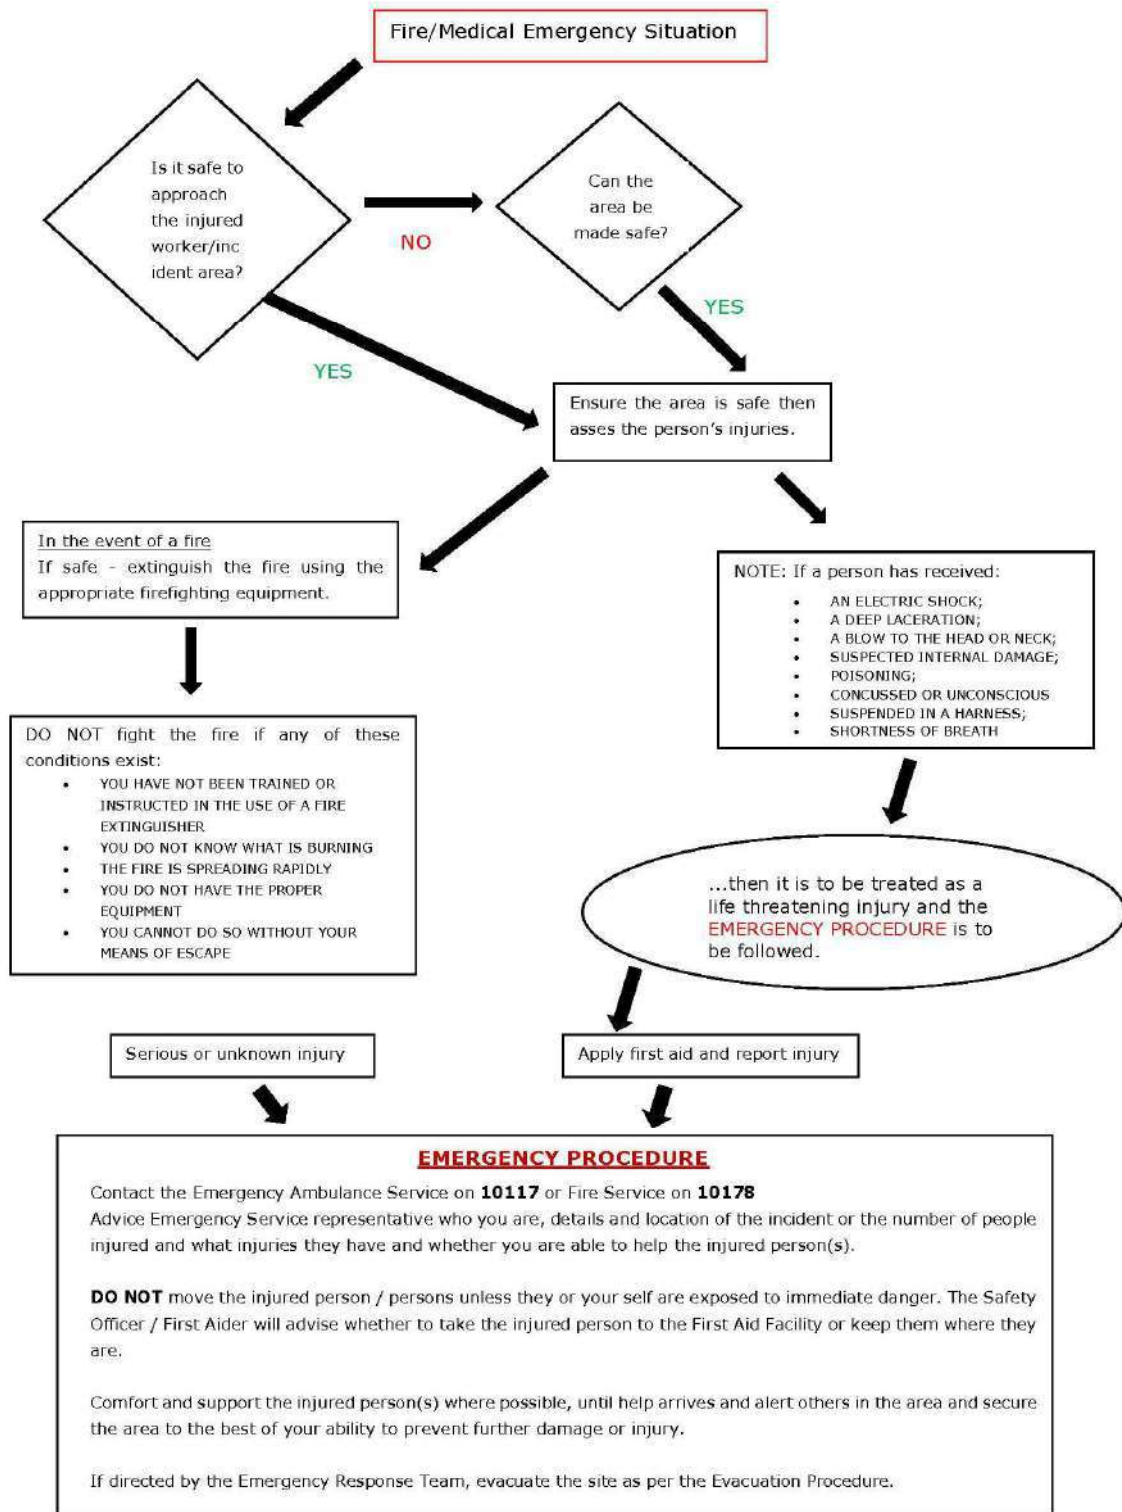 Fire/Medical Emergency Situation
Is it safe to
approach
the injured
worker/inc
ident area?
NO
Can the
area be
made safe?
YES
YES
Ensure the area is safe then
asses the person's injuries.
In the event of a fire
If safe - extinguish the fire using the
appropriate firefighting equipment.
NOTE: If a person has received:
• AN ELECTRIC SHOCK;
• A DEEP LACERATION;
• A BLOW TO THE HEAD OR NECK;
• SUSPECTED INTERNAL DAMAGE;
• POISONING;
• CONCUSSED OR UNCONSCIOUS
• SUSPENDED IN A HARNESS;
• SHORTNESS OF BREATH
DO NOT fight the fire if any of these
conditions exist:
• YOU HAVE NOT BEEN TRAINED OR
INSTRUCTED IN THE USE OF A FIRE
EXTINGUISHER
• YOU DO NOT KNOW WHAT IS BURNING
• THE FIRE IS SPREADING RAPIDLY
• YOU DO NOT HAVE THE PROPER
EQUIPMENT
• YOU CANNOT DO SO WITHOUT YOUR
MEANS OF ESCAPE
...then it is to be treated as a
life threatening injury and the
EMERGENCY PROCEDURE is to
be followed.
Serious or unknown injury
Apply first aid and report injury
EMERGENCY PROCEDURE
Contact the Emergency Ambulance Service on 10117 or Fire Service on 10178
Advice Emergency Service representative who you are, details and location of the incident or the number of people
injured and what injuries they have and whether you are able to help the injured person(s).
DO NOT move the injured person / persons unless they or your self are exposed to immediate danger. The Safety
Officer / First Aider will advise whether to take the injured person to the First Aid Facility or keep them where they
are.
Comfort and support the injured person(s) where possible, until help arrives and alert others in the area and secure
the area to the best of your ability to prevent further damage or injury.
If directed by the Emergency Response Team, evacuate the site as per the Evacuation Procedure.